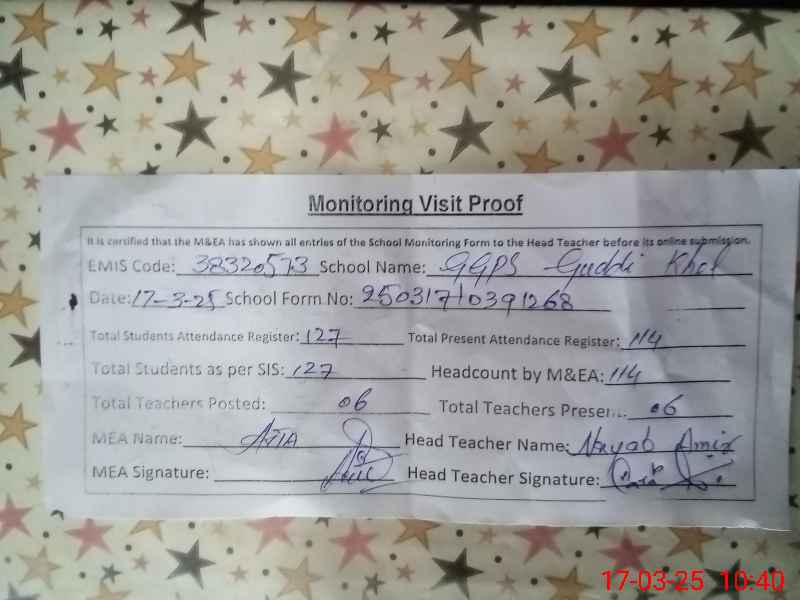 Monitoring Visit Proof
It is certified that the M&EA has shown all entries of the School Monitoring Form to the Head Teacher before its online submission.
EMIS Code: 38320573 School Name: GGPS Guddi Khel
Date: 17-3-25 School Form No: 25031710391268
Total Students Attendance Register: 127 Total Present Attendance Register: 114
Total Students as per SIS: 127 Headcount by M&EA: 114
Total Teachers Posted: 06 Total Teachers Presen... 06
MEA Name: Head Teacher Name: Nayab Amir
MEA Signature: Head Teacher Signature:
17-03-25 10:40